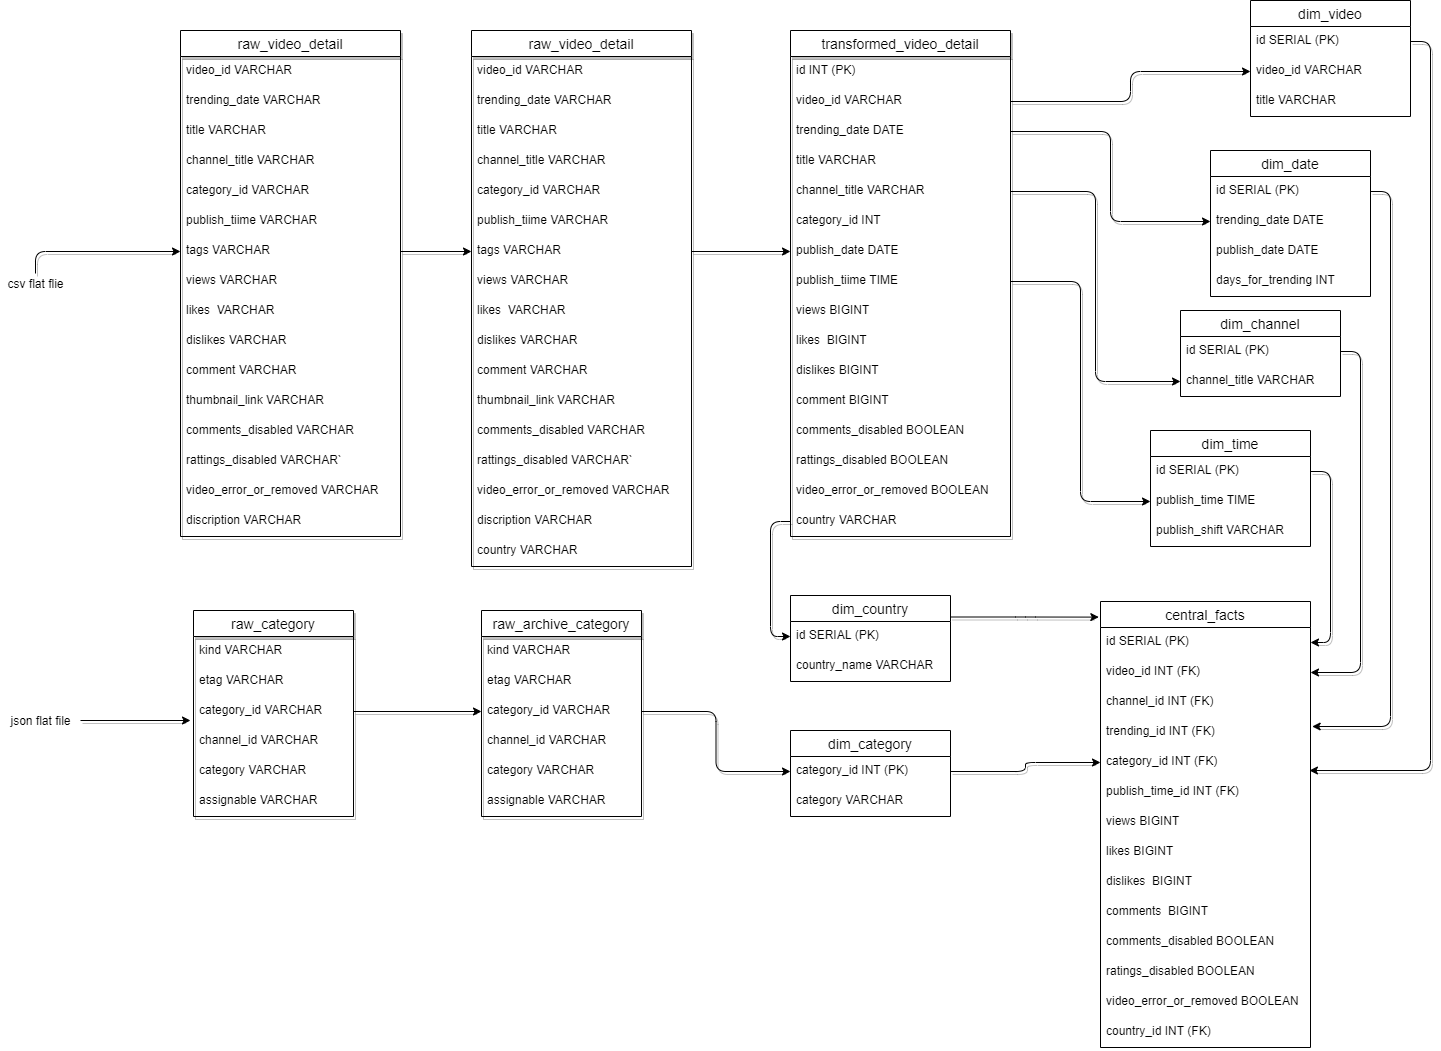 csv flat flie
raw_video_detail
video_id VARCHAR
trending_date VARCHAR
title VARCHAR
channel_title VARCHAR
category_id VARCHAR
publish_tiime VARCHAR
tags VARCHAR
views VARCHAR
likes  VARCHAR
dislikes VARCHAR
comment VARCHAR
thumbnail_link VARCHAR
comments_disabled VARCHAR
rattings_disabled VARCHAR`
video_error_or_removed VARCHAR
discription VARCHAR
raw_video_detail
video_id VARCHAR
trending_date VARCHAR
title VARCHAR
channel_title VARCHAR
category_id VARCHAR
publish_tiime VARCHAR
tags VARCHAR
views VARCHAR
likes  VARCHAR
dislikes VARCHAR
comment VARCHAR
thumbnail_link VARCHAR
comments_disabled VARCHAR
rattings_disabled VARCHAR`
video_error_or_removed VARCHAR
discription VARCHAR
country VARCHAR
transformed_video_detail
id INT (PK)
video_id VARCHAR
trending_date DATE
title VARCHAR
channel_title VARCHAR
category_id INT
publish_date DATE
publish_tiime TIME
views BIGINT
likes  BIGINT
dislikes BIGINT
comment BIGINT
comments_disabled BOOLEAN
rattings_disabled BOOLEAN
video_error_or_removed BOOLEAN
country VARCHAR
dim_video
id SERIAL (PK)
video_id VARCHAR
title VARCHAR
dim_date
id SERIAL (PK)
trending_date DATE
publish_date DATE
days_for_trending INT
dim_channel
id SERIAL (PK)
channel_title VARCHAR
dim_time
id SERIAL (PK)
publish_time TIME
publish_shift VARCHAR
json flat file
raw_category
kind VARCHAR
etag VARCHAR
category_id VARCHAR
channel_id VARCHAR
category VARCHAR
assignable VARCHAR
raw_archive_category
kind VARCHAR
etag VARCHAR
category_id VARCHAR
channel_id VARCHAR
category VARCHAR
assignable VARCHAR
dim_country
id SERIAL (PK)
country_name VARCHAR
dim_category
category_id INT (PK)
category VARCHAR
central_facts
id SERIAL (PK)
video_id INT (FK)
channel_id INT (FK)
trending_id INT (FK)
category_id INT (FK)
publish_time_id INT (FK)
views BIGINT
likes BIGINT
dislikes  BIGINT
comments  BIGINT
comments_disabled BOOLEAN
ratings_disabled BOOLEAN
video_error_or_removed BOOLEAN
country_id INT (FK)